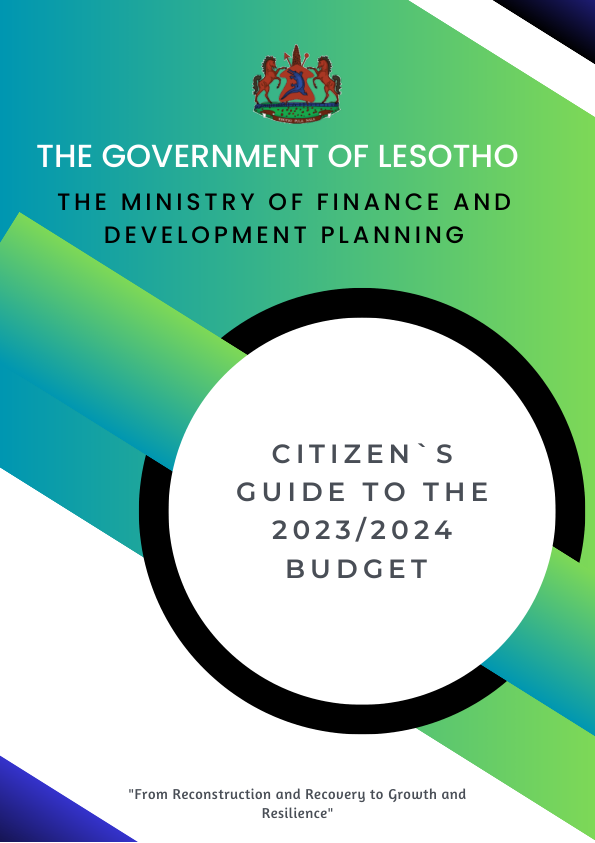 THE GOVERNMENT OF LESOTHO
THE MINISTRY OF FINANCE AND
DEVELOPMENT PLANNING
CITIZEN`S
GUIDE TO THE
2023/2024
BUDGET
"From Reconstruction and Recovery to Growth and
Resilience"